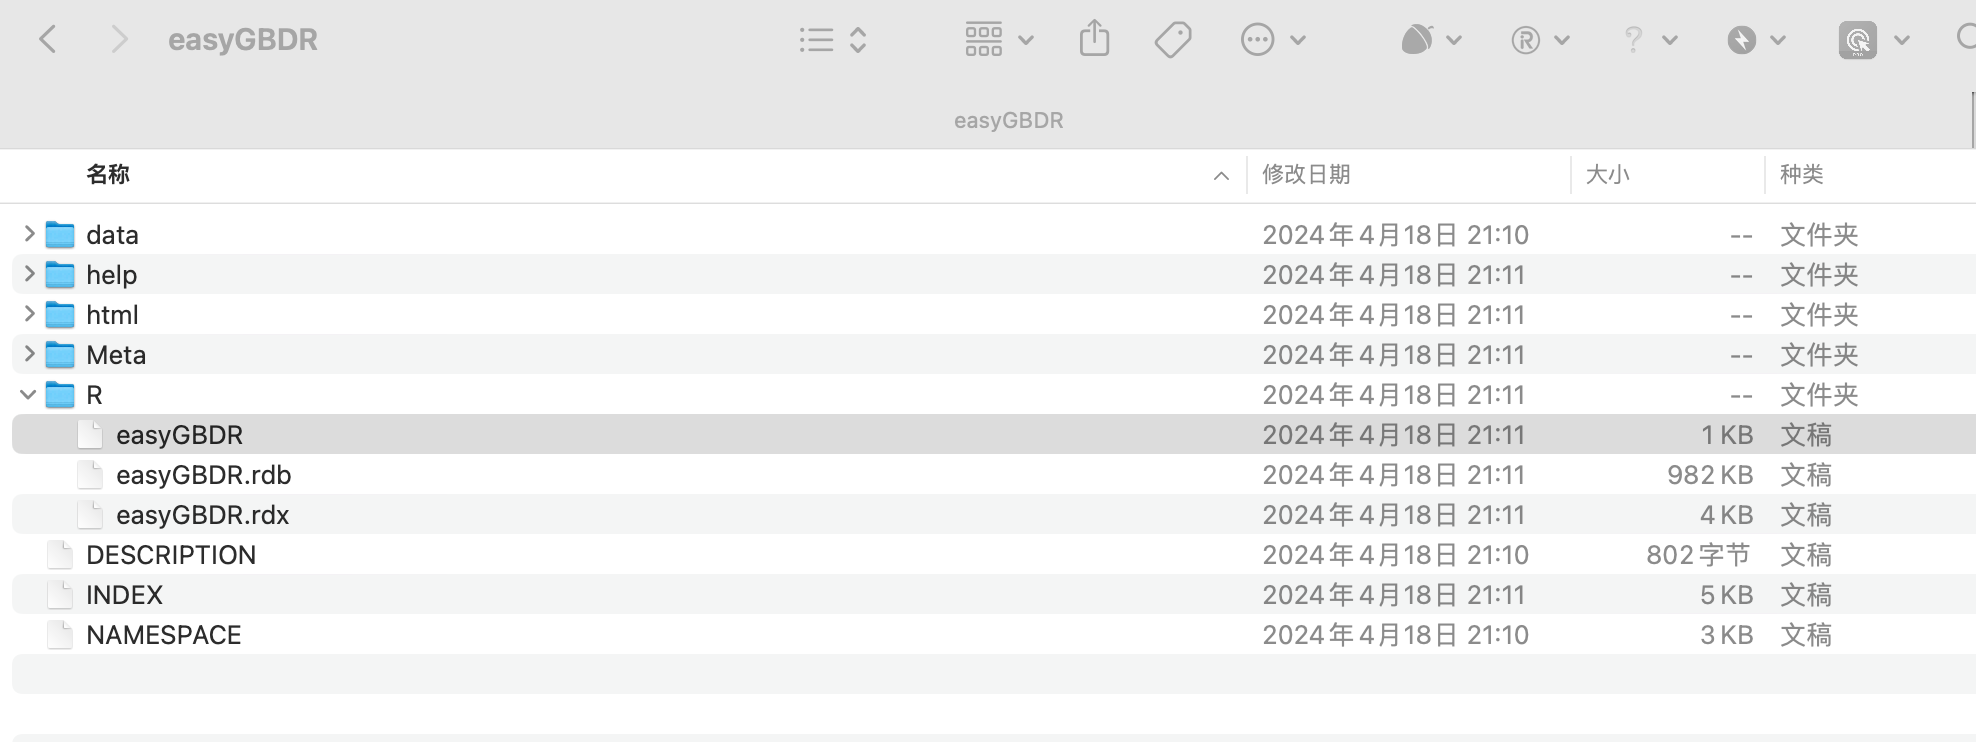 easyGBDR
easyGBDR
名称 修改日期 大小 种类
data 2024年4月18日 21:10 -- 文件夹
help 2024年4月18日 21:11 -- 文件夹
html 2024年4月18日 21:11 -- 文件夹
Meta 2024年4月18日 21:11 -- 文件夹
R 2024年4月18日 21:11 -- 文件夹
easyGBDR 2024年4月18日 21:11 1 KB 文稿
easyGBDR.rdb 2024年4月18日 21:11 982 KB 文稿
easyGBDR.rdx 2024年4月18日 21:11 4 KB 文稿
DESCRIPTION 2024年4月18日 21:10 802字节 文稿
INDEX 2024年4月18日 21:11 5 KB 文稿
NAMESPACE 2024年4月18日 21:10 3 KB 文稿